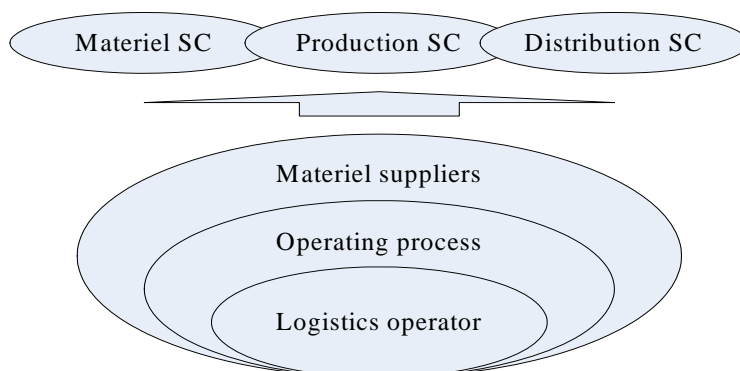 Materiel SC
Production SC
Distribution SC
Materiel suppliers
Operating process
Logistics operator